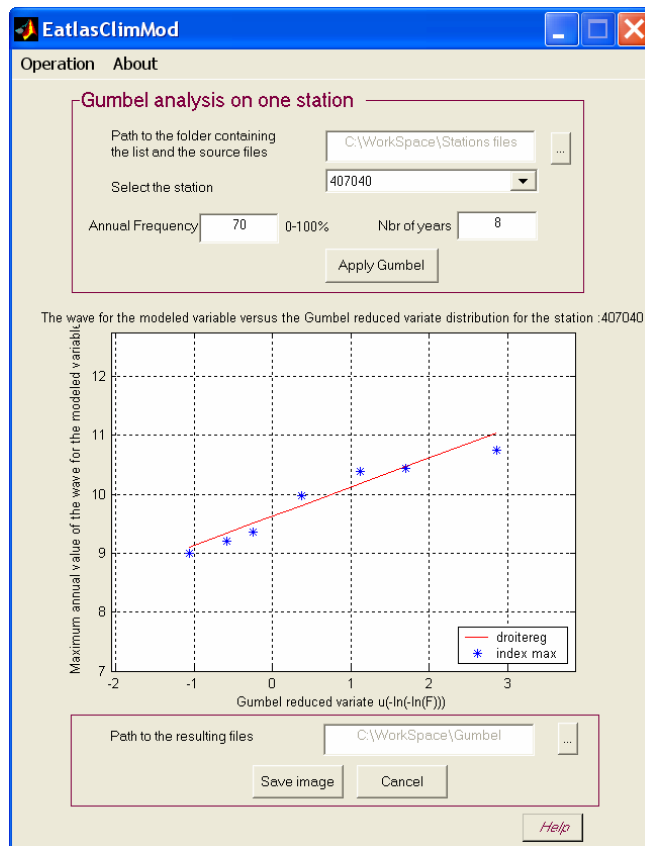 EatlasClimMod
Operation About
Gumbel analysis on one station
Path to the folder containing
the list and the source files
C:\WorkSpace\Stations files
...
Select the station
407040
Annual Frequency
70
0-100%
Nbr of years
8
Apply Gumbel
The wave for the modeled variable versus the Gumbel reduced variate distribution for the station :407040
Maximum annual value of the wave for the modeled variable
12
11
10
9
8
7
-2
-1
0
1
2
3
droitereg
index max
Gumbel reduced variate u(-ln(-ln(F)))
Path to the resulting files
C:\WorkSpace\Gumbel
...
Save image
Cancel
Help